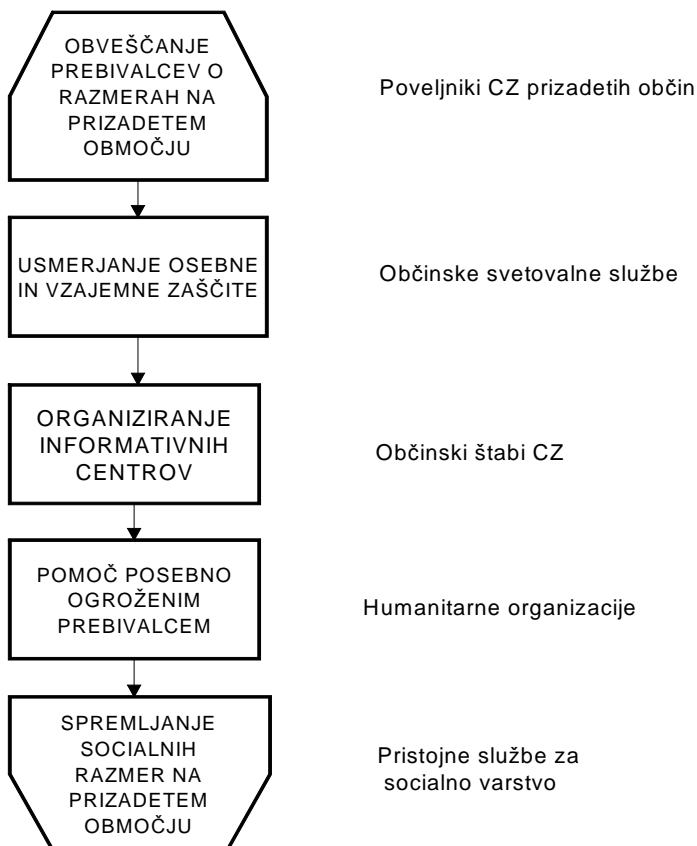 OBVEŠČANJE
PREBIVALCEV O
RAZMERAH NA
PRIZADETEM
OBMOČJU
Poveljniki CZ prizadetih občin
USMERJANJE OSEBNE
IN VZAJEMNE ZAŠČITE
Občinske svetovalne službe
ORGANIZIRANJE
INFORMATIVNIH
CENTROV
Občinski štabi CZ
POMOČ POSEBNO
OGROŽENIM
PREBIVALCEM
Humanitarne organizacije
SPREMLJANJE
SOCIALNIH
RAZMER NA
PRIZADETEM
OBMOČJU
Pristojne službe za
socialno varstvo